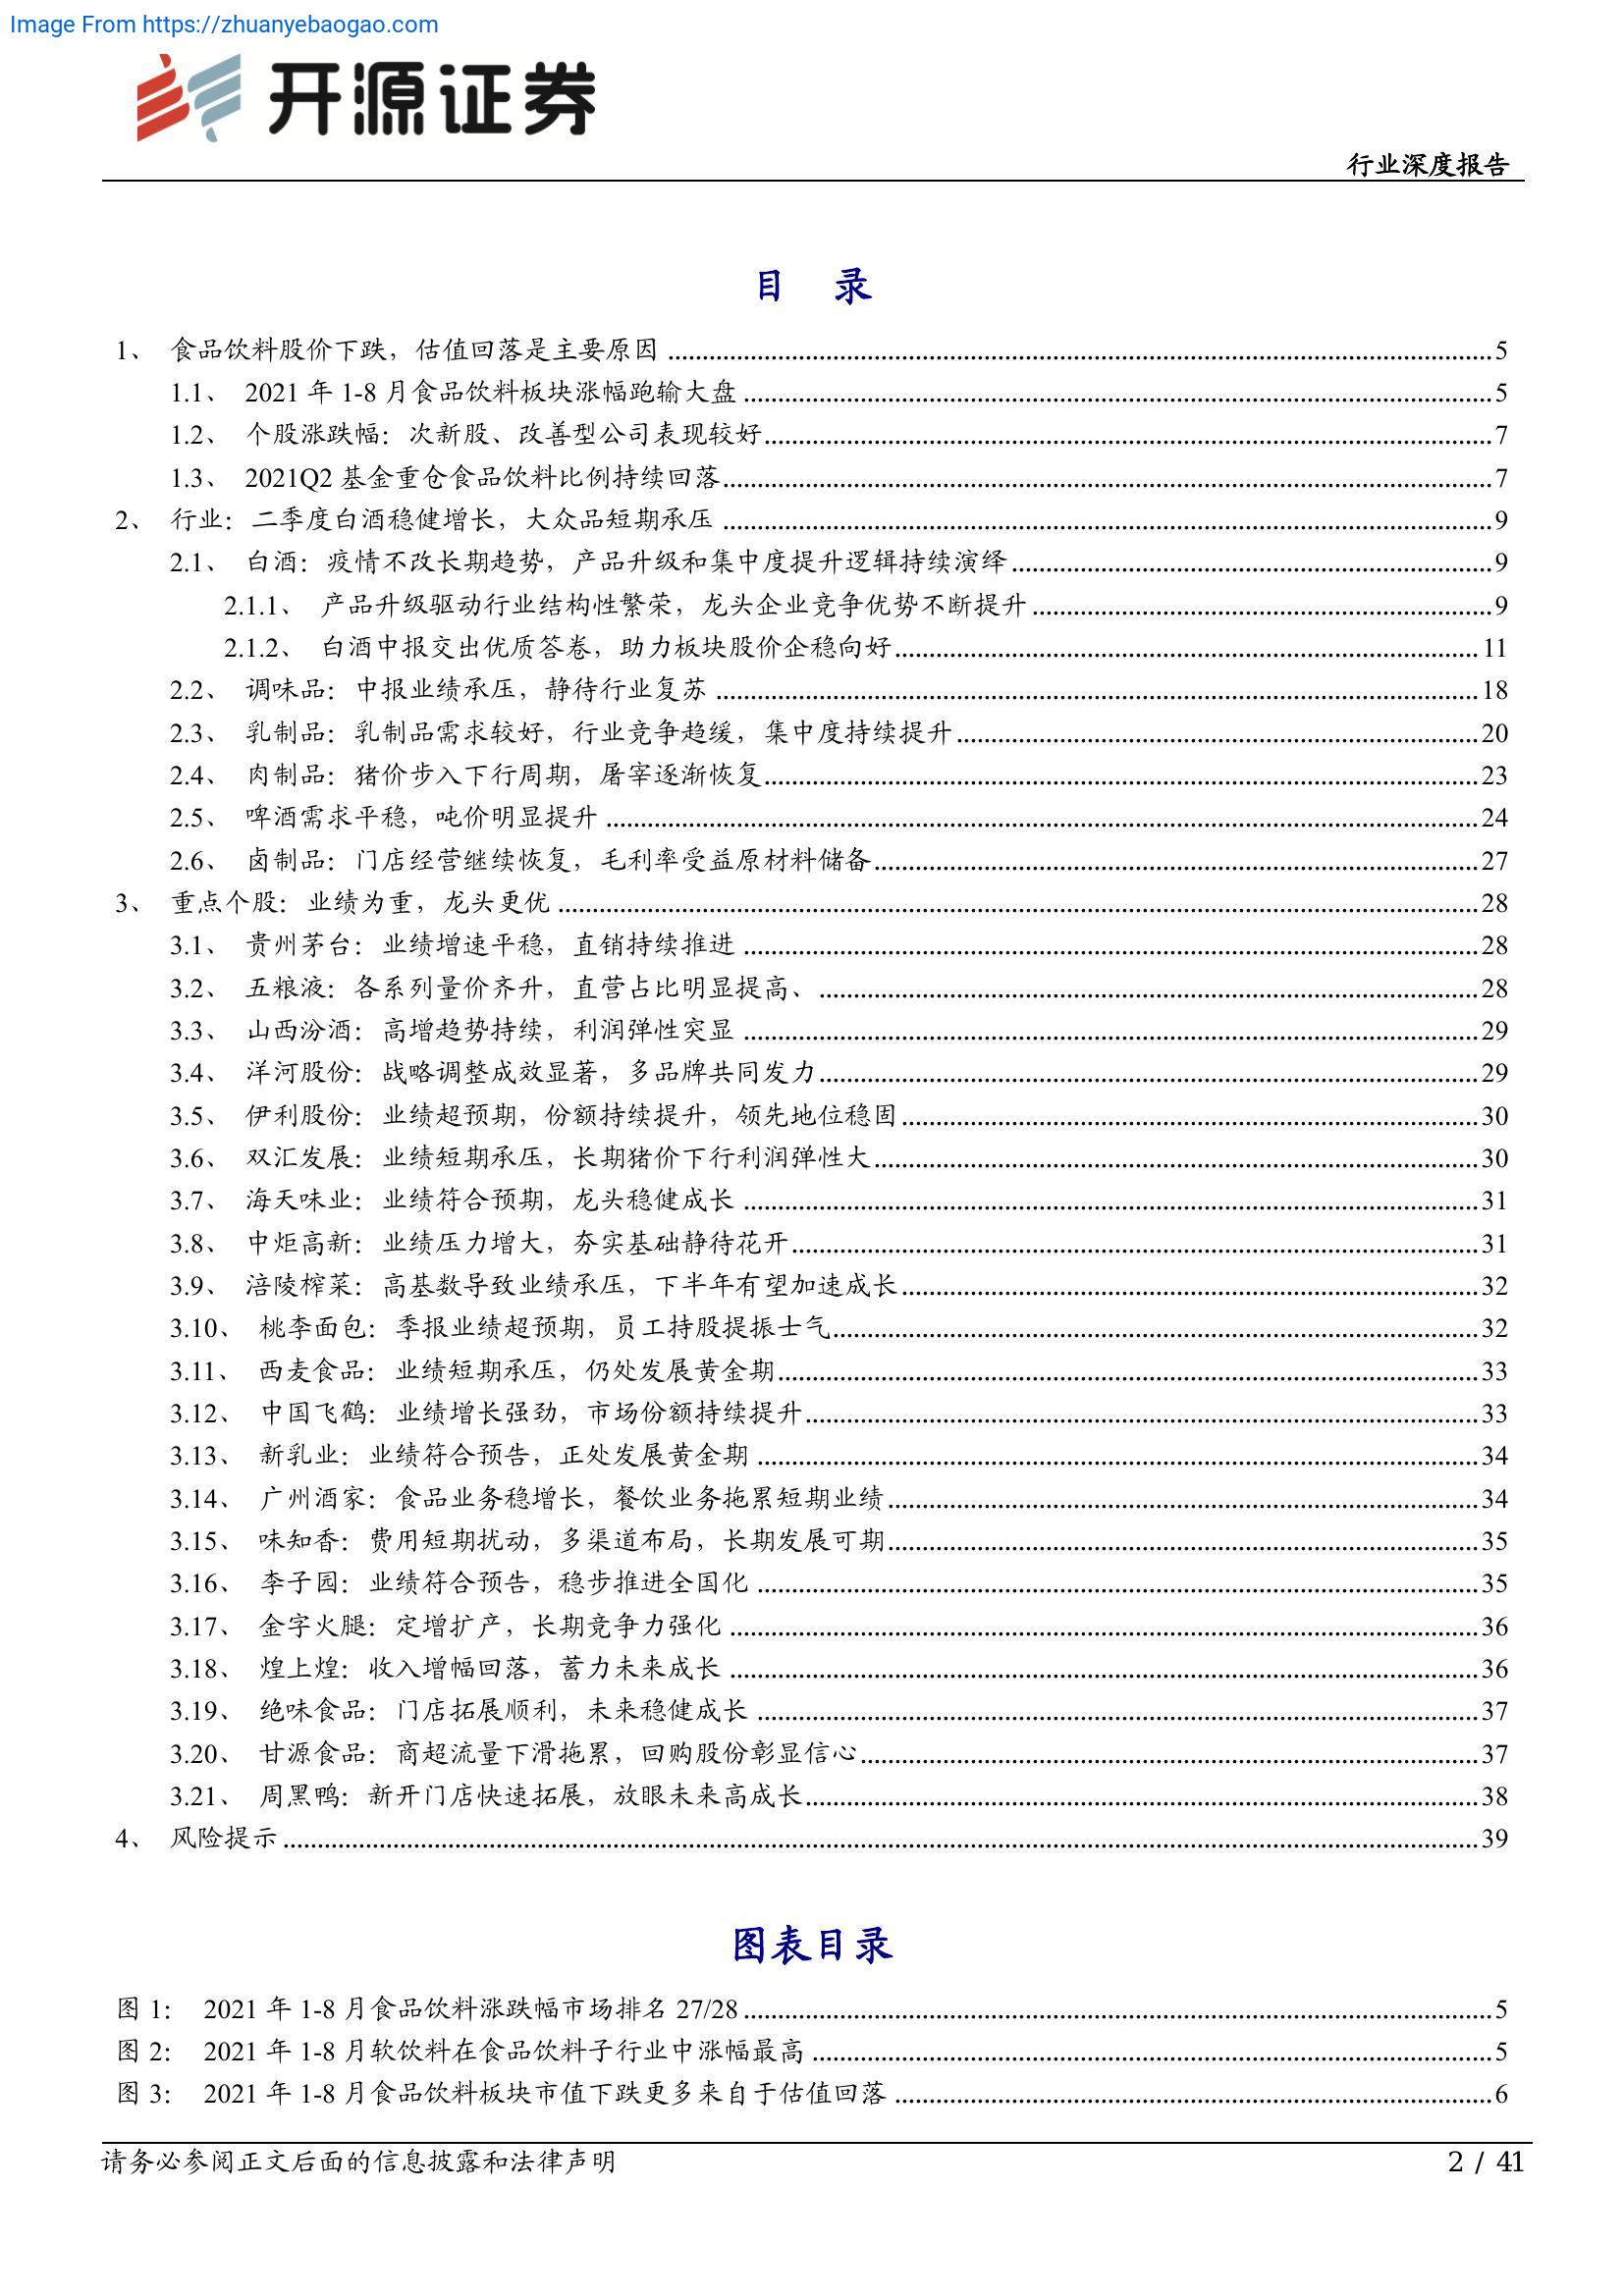 Image From https://zhuanyebaogao.com
开源证券
行业深度报告
目 录
1、 食品饮料股价下跌，估值回落是主要原因 ........ 5
1.1、 2021 年 1-8 月食品饮料板块涨幅跑输大盘 ........ 5
1.2、 个股涨跌幅：次新股、改善型公司表现较好 ........ 7
1.3、 2021Q2 基金重仓食品饮料比例持续回落 ........ 7
2、 行业：二季度白酒稳健增长，大众品短期承压 ........ 9
2.1、 白酒：疫情不改长期趋势，产品升级和集中度提升逻辑持续演绎 ........ 9
2.1.1、 产品升级驱动行业结构性繁荣，龙头企业竞争优势不断提升 ........ 9
2.1.2、 白酒中报交出优质答卷，助力板块股价企稳向好 ........ 11
2.2、 调味品：中报业绩承压，静待行业复苏 ........ 18
2.3、 乳制品：乳制品需求较好，行业竞争趋缓，集中度持续提升 ........ 20
2.4、 肉制品：猪价步入下行周期，屠宰逐渐恢复 ........ 23
2.5、 啤酒需求平稳，吨价明显提升 ........ 24
2.6、 卤制品：门店经营继续恢复，毛利率受益原材料储备 ........ 27
3、 重点个股：业绩为重，龙头更优 ........ 28
3.1、 贵州茅台：业绩增速平稳，直销持续推进 ........ 28
3.2、 五粮液：各系列量价齐升，直营占比明显提高、 ........ 28
3.3、 山西汾酒：高增趋势持续，利润弹性突显 ........ 29
3.4、 洋河股份：战略调整成效显著，多品牌共同发力 ........ 29
3.5、 伊利股份：业绩超预期，份额持续提升，领先地位稳固 ........ 30
3.6、 双汇发展：业绩短期承压，长期猪价下行利润弹性大 ........ 30
3.7、 海天味业：业绩符合预期，龙头稳健成长 ........ 31
3.8、 中炬高新：业绩压力增大，夯实基础静待花开 ........ 31
3.9、 涪陵榨菜：高基数导致业绩承压，下半年有望加速成长 ........ 32
3.10、 桃李面包：季报业绩超预期，员工持股提振士气 ........ 32
3.11、 西麦食品：业绩短期承压，仍处发展黄金期 ........ 33
3.12、 中国飞鹤：业绩增长强劲，市场份额持续提升 ........ 33
3.13、 新乳业：业绩符合预告，正处发展黄金期 ........ 34
3.14、 广州酒家：食品业务稳增长，餐饮业务拖累短期业绩 ........ 34
3.15、 味知香：费用短期扰动，多渠道布局，长期发展可期 ........ 35
3.16、 李子园：业绩符合预告，稳步推进全国化 ........ 35
3.17、 金字火腿：定增扩产，长期竞争力强化 ........ 36
3.18、 煌上煌：收入增幅回落，蓄力未来成长 ........ 36
3.19、 绝味食品：门店拓展顺利，未来稳健成长 ........ 37
3.20、 甘源食品：商超流量下滑拖累，回购股份彰显信心 ........ 37
3.21、 周黑鸭：新开门店快速拓展，放眼未来高成长 ........ 38
4、 风险提示 ........ 39
图表目录
图 1： 2021 年 1-8 月食品饮料涨跌幅市场排名 27/28 ........ 5
图 2： 2021 年 1-8 月软饮料在食品饮料子行业中涨幅最高 ........ 5
图 3： 2021 年 1-8 月食品饮料板块市值下跌更多来自于估值回落 ........ 6
请务必参阅正文后面的信息披露和法律声明 2 / 41